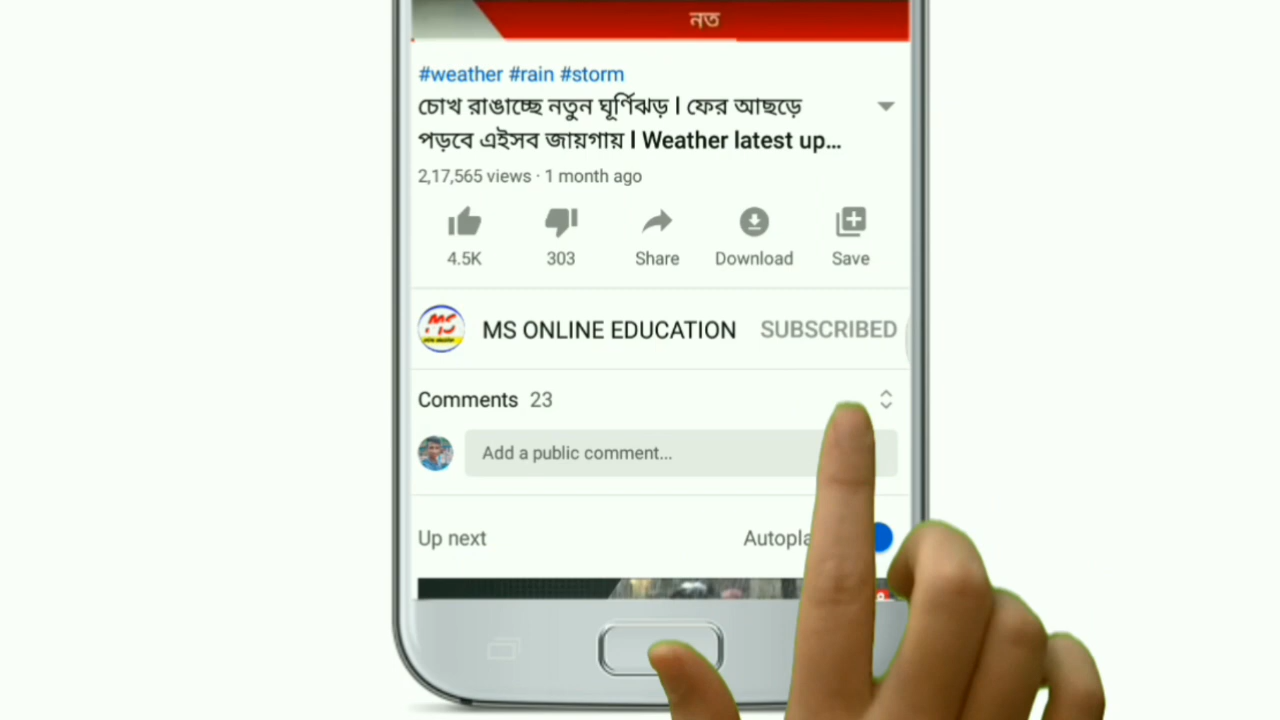 নত
#weather #rain #storm
চোখ রাঙাচ্ছে নতুন ঘূর্ণিঝড় l ফের আছড়ে
পড়বে এইসব জায়গায় l Weather latest up...
2,17,565 views · 1 month ago
4.5K 303 Share Download Save
MS MS ONLINE EDUCATION SUBSCRIBED
Comments 23
Add a public comment...
Up next Autopla